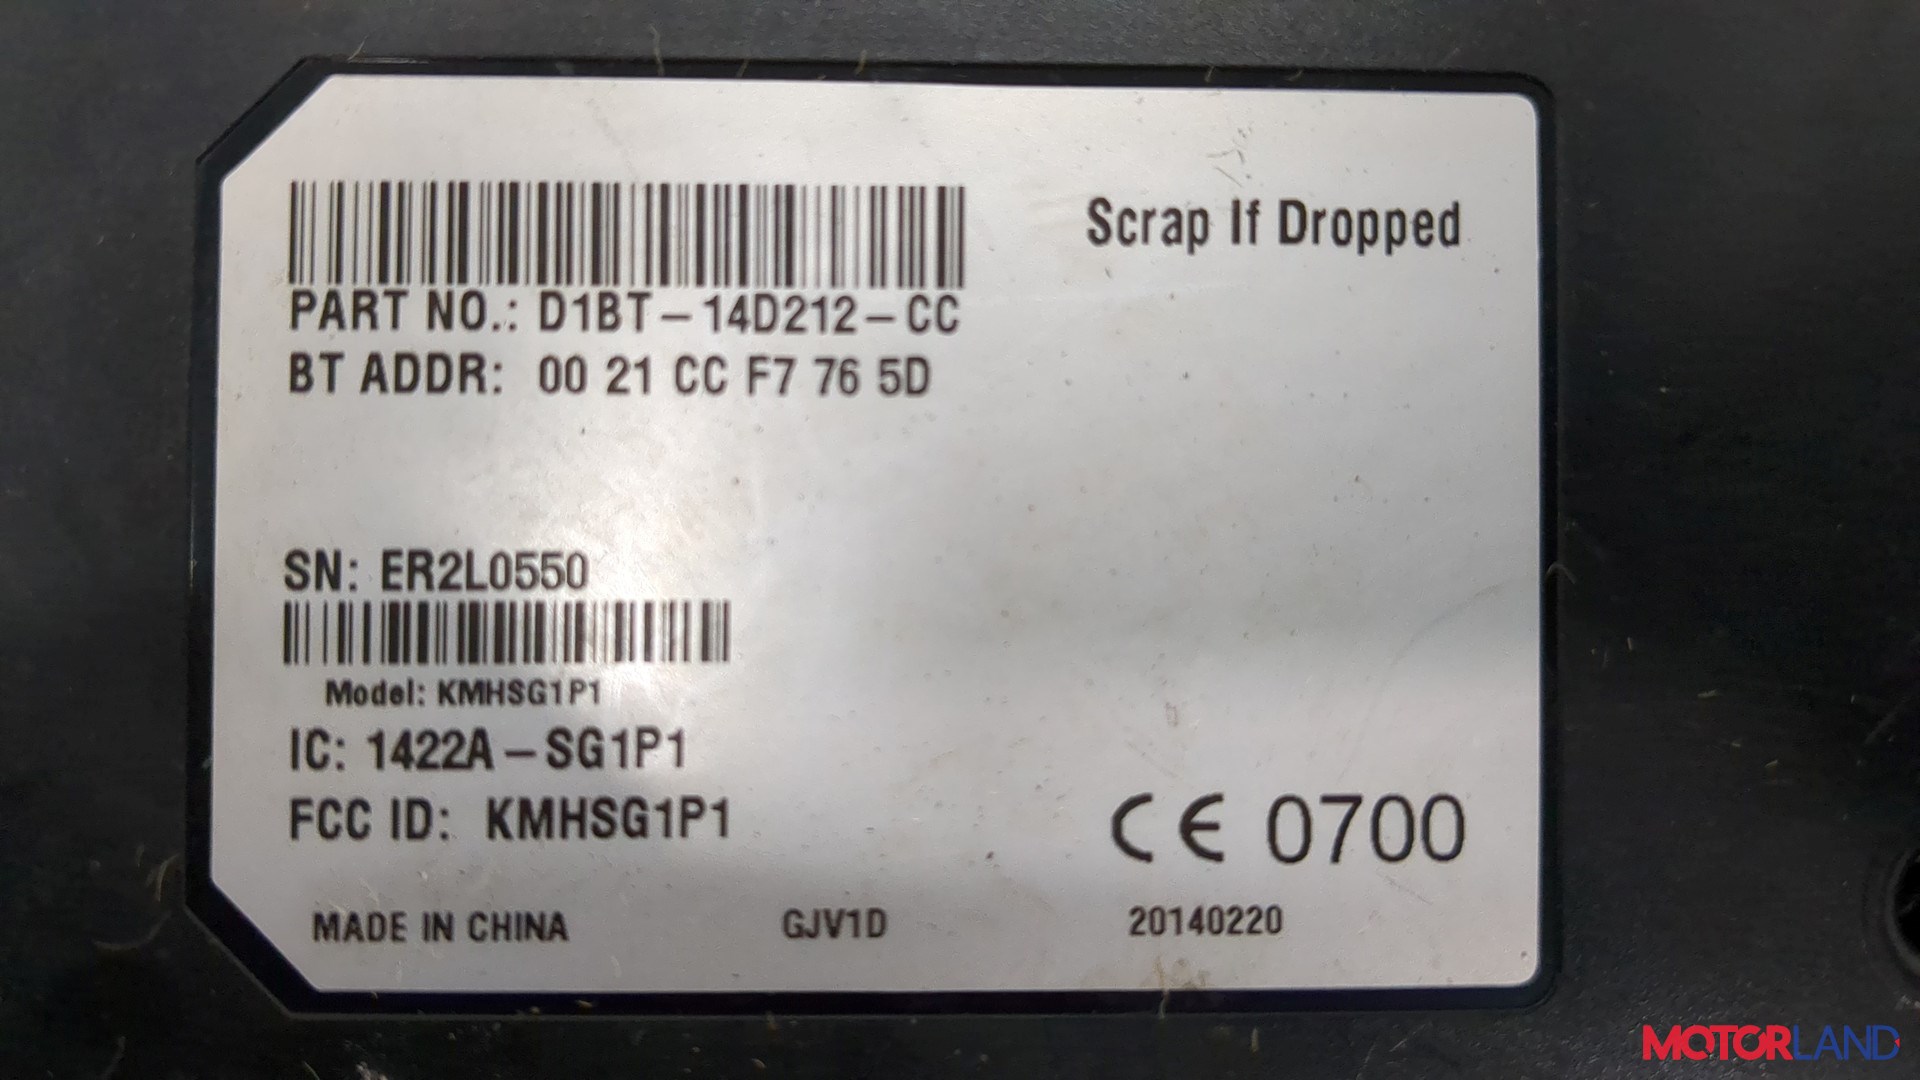 Scrap If Dropped
PART NO.: D1BT-14D212-CC
BT ADDR: 00 21 CC F7 76 5D
SN: ER2L0550
Model: KMHSG1P1
IC: 1422A-SG1P1
FCC ID: KMHSG1P1
CE 0700
MADE IN CHINA GJV1D 20140220
MOTORLAND